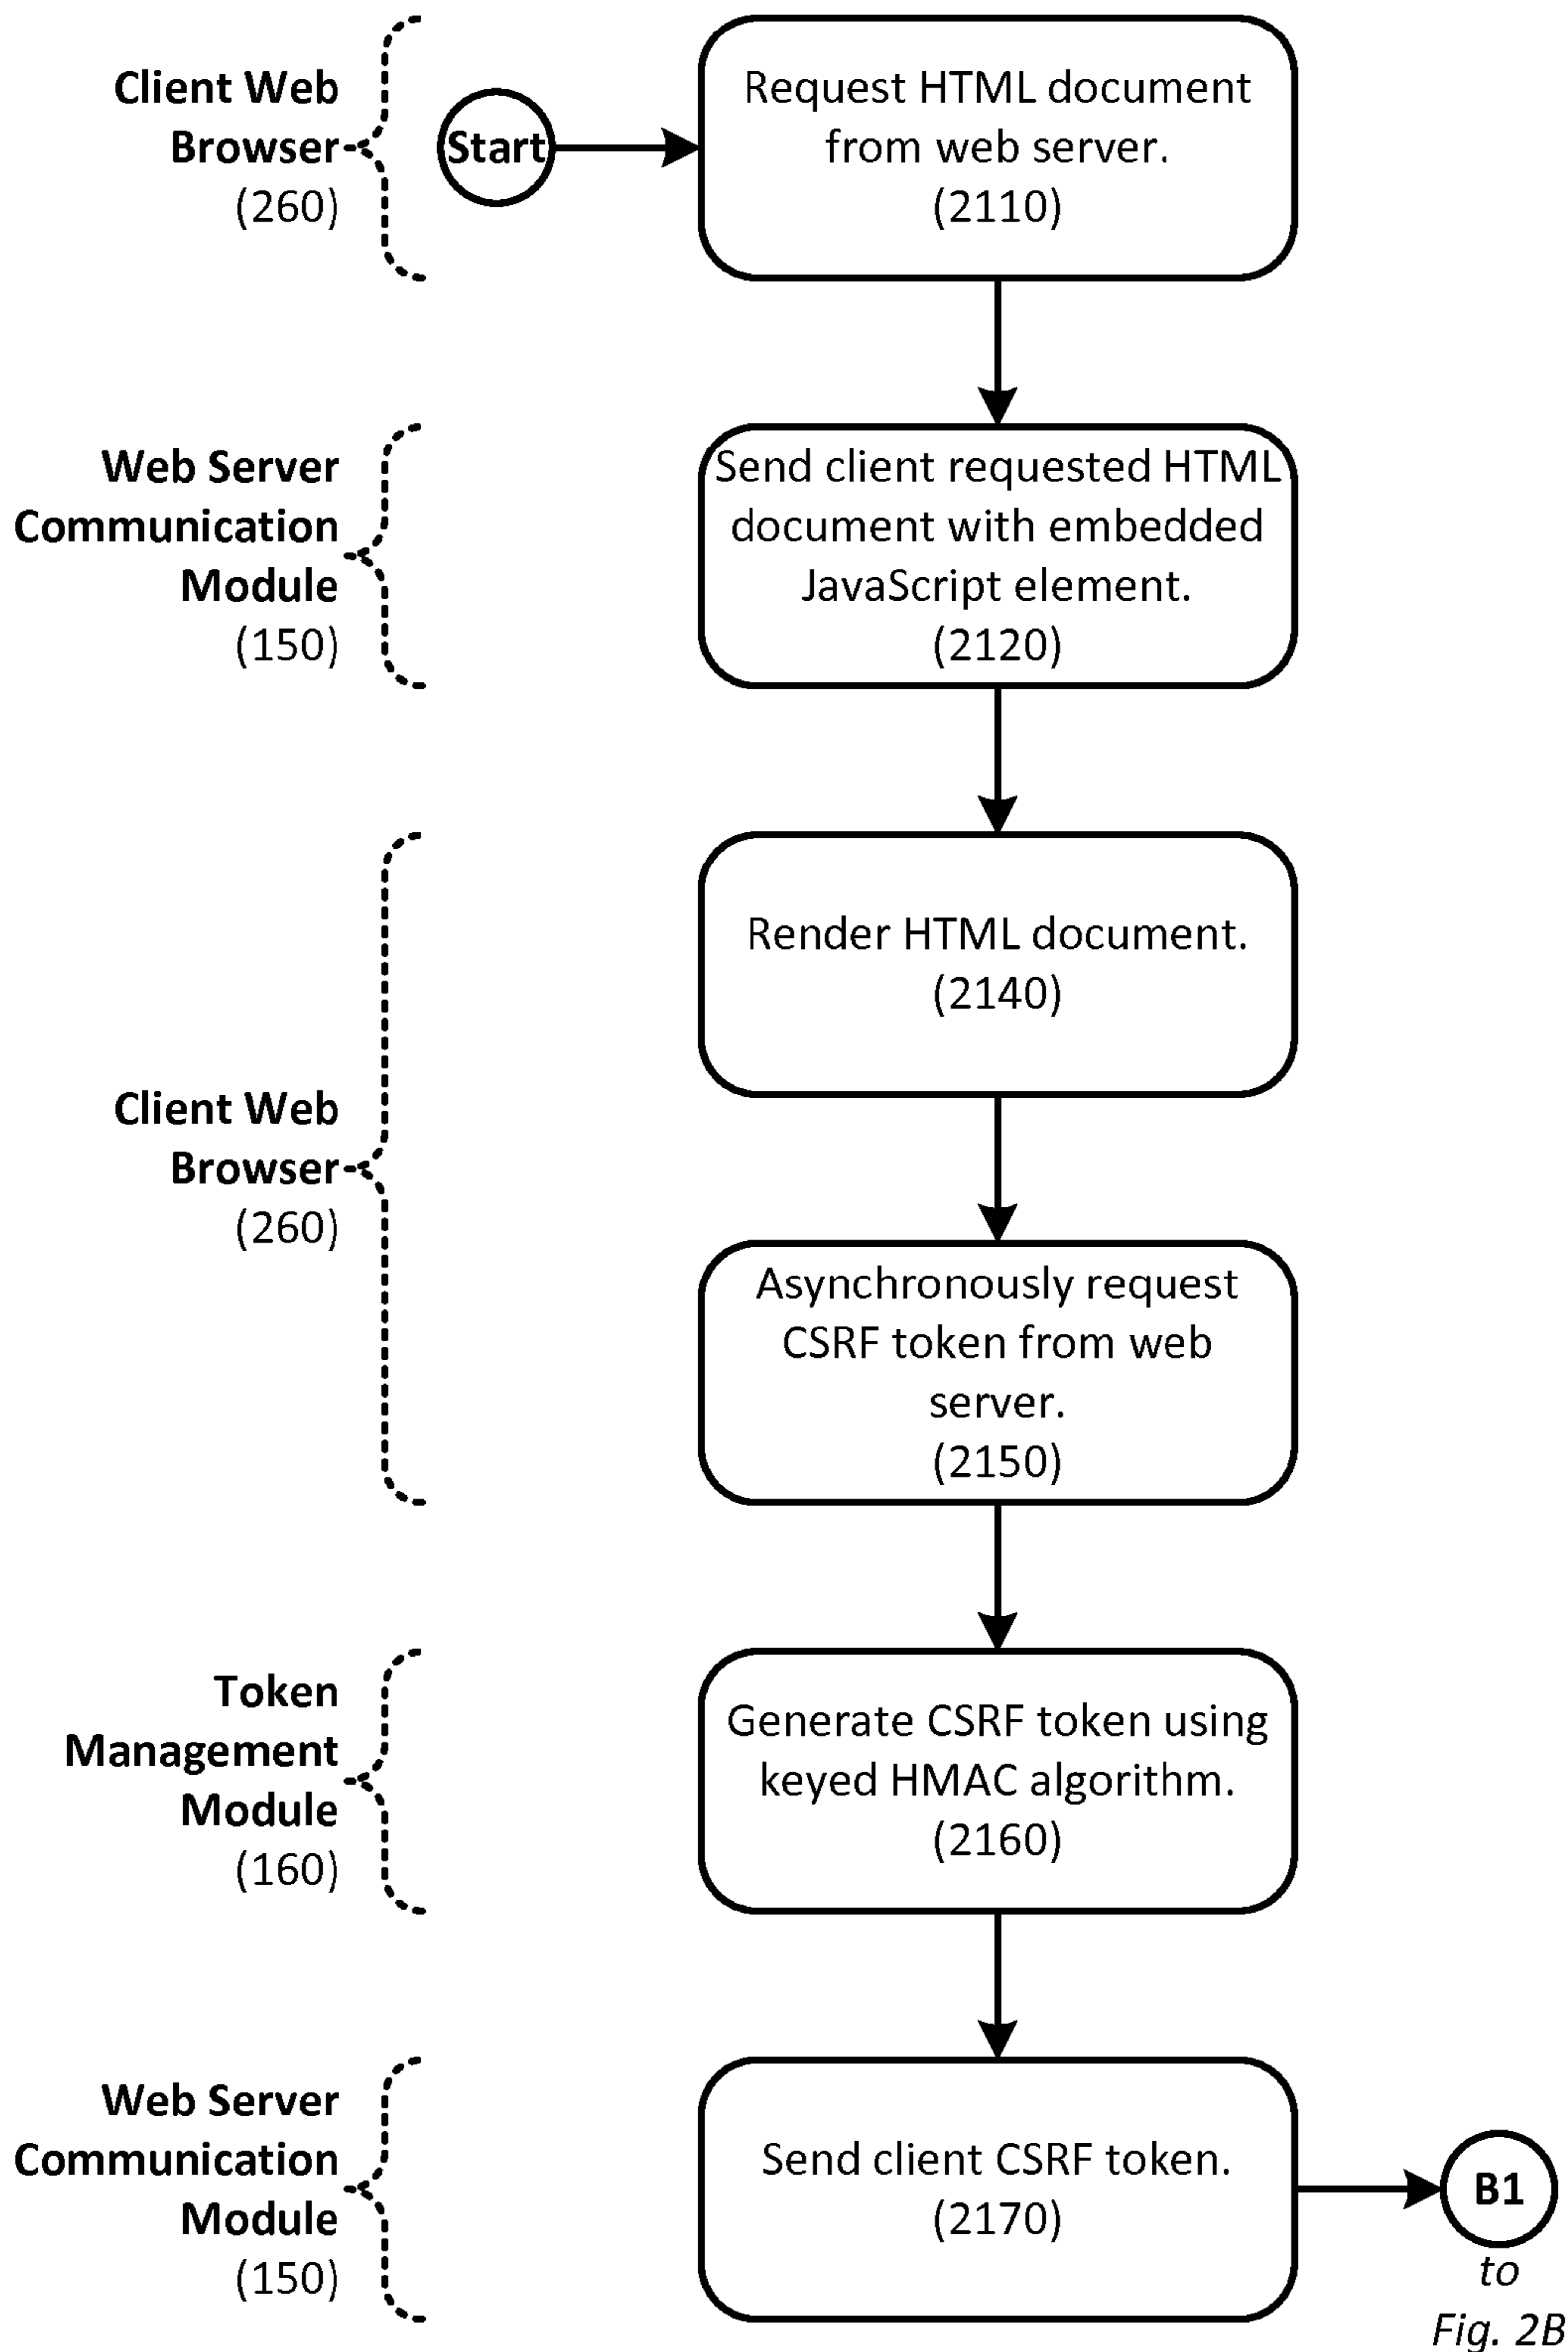 Client Web
Browser
(260)
Start
Request HTML document
from web server.
(2110)
Web Server
Communication
Module
(150)
Send client requested HTML
document with embedded
JavaScript element.
(2120)
Render HTML document.
(2140)
Client Web
Browser
(260)
Asynchronously request
CSRF token from web
server.
(2150)
Token
Management
Module
(160)
Generate CSRF token using
keyed HMAC algorithm.
(2160)
Web Server
Communication
Module
(150)
Send client CSRF token.
(2170)
B1
to
Fig. 2B